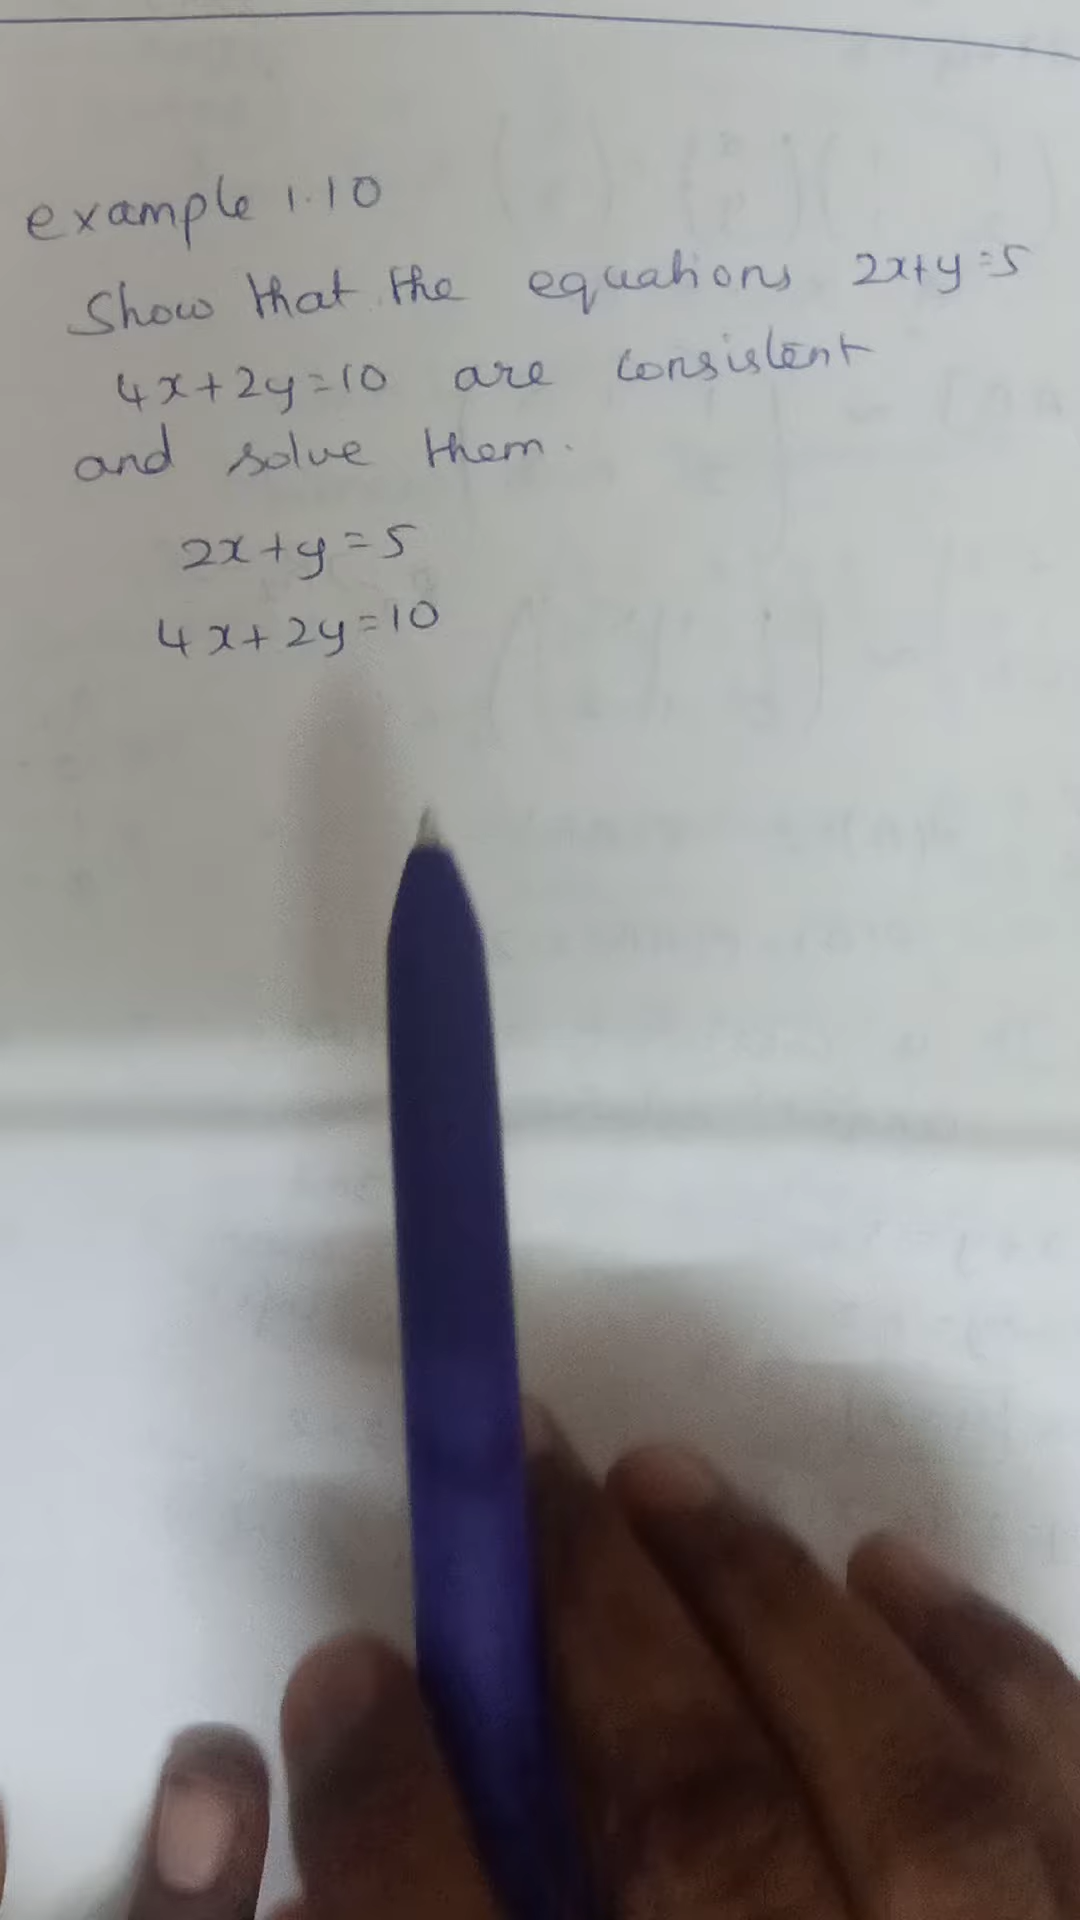 example 1.10
Show that the equations 2x+y=5
4x+2y=10 are consistent
and solve them.
2x+y=5
4x+2y=10